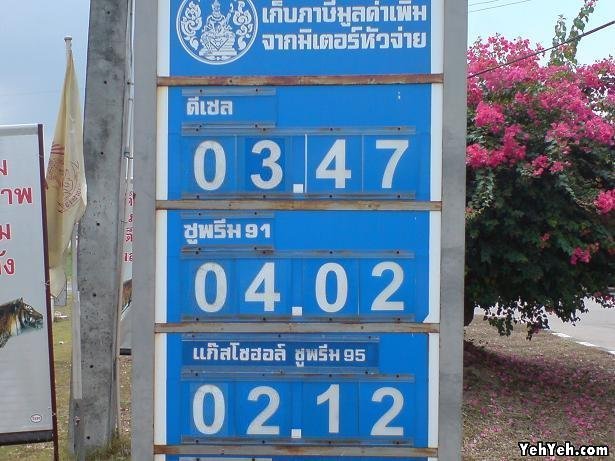 เก็บภาษีมูลค่าเพิ่ม
จากมิเตอร์หัวจ่าย
ดีเซล
03.47
ซูพรีม 91
04.02
แก๊สโซฮอล์ ซูพรีม 95
02.12
YehYeh.com